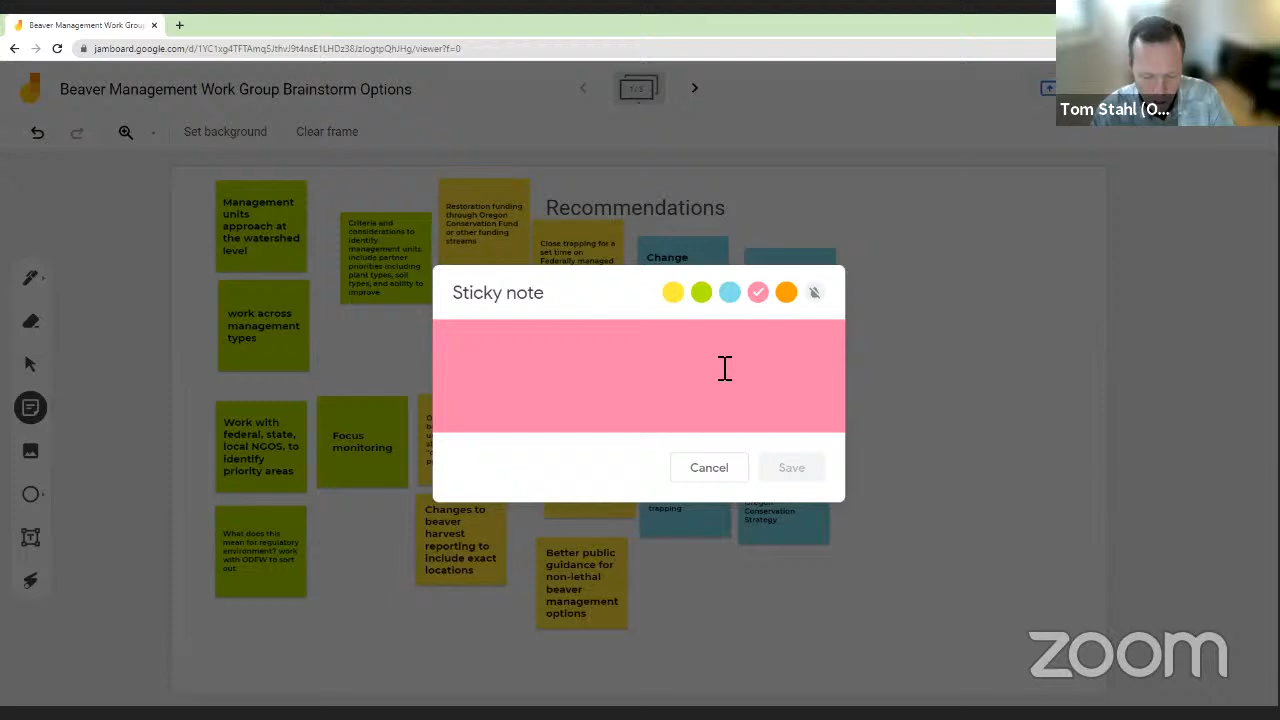 Beaver Management Work Group
jamboard.google.com/d/1YC1xg4TFTAmq5JthvJ9t4nsE1LHDz38JzlogtpQhJHg/viewer?f=0
Beaver Management Work Group Brainstorm Options
Set background
Clear frame
Tom Stahl (O...
Recommendations
Management
units
approach at
the watershed
level
Criteria and
considerations to
identify
management units
include partner
priorities including
plant types, soil
types, and ability to
improve
Restoration funding
through Oregon
Conservation Fund
or other funding
streams
Close trapping for a
set time on
Federally managed
Change
work across
management
types
Sticky note
Cancel
Save
Work with
federal, state,
local NGOS. to
identify
priority areas
Focus
monitoring
What does this
mean for regulatory
environment? work
with ODFW to sort
out.
Changes to
beaver
harvest
reporting to
include exact
locations
Better public
guidance for
non-lethal
beaver
management
options
trapping
Oregon
Conservation
Strategy
zoom